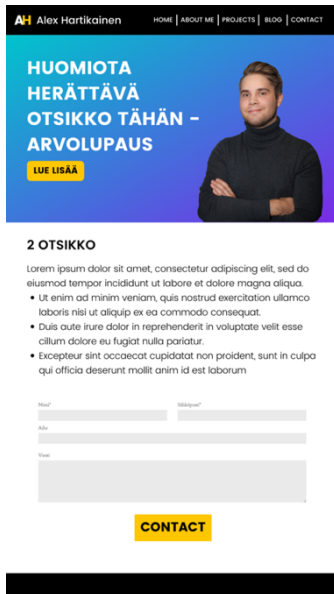 AH Alex Hartikainen
HOME | ABOUT ME | PROJECTS | BLOG | CONTACT
HUOMIOTA
HERÄTTÄVÄ
OTSIKKO TÄHÄN -
ARVOLUPAUS
LUE LISÄÄ
2 OTSIKKO
Lorem ipsum dolor sit amet, consectetur adipiscing elit, sed do
eiusmod tempor incididunt ut labore et dolore magna aliqua.
• Ut enim ad minim veniam, quis nostrud exercitation ullamco
laboris nisi ut aliquip ex ea commodo consequat.
• Duis aute irure dolor in reprehenderit in voluptate velit esse
cillum dolore eu fugiat nulla pariatur.
• Excepteur sint occaecat cupidatat non proident, sunt in culpa
qui officia deserunt mollit anim id est laborum
Nimi* Sähköposti*
Aihe
Viesti
CONTACT